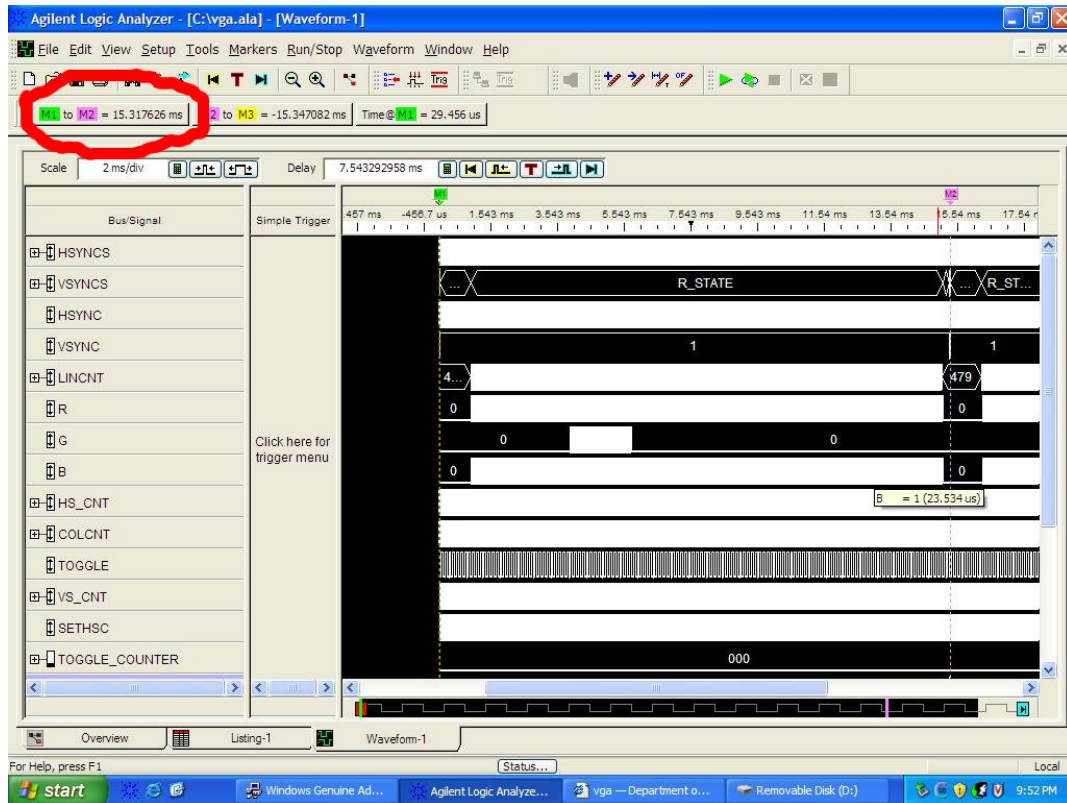 Agilent Logic Analyzer - [C:\vga.ala] - [Waveform-1]
File Edit View Setup Tools Markers Run/Stop Waveform Window Help
M1 to M2 = 15.317626 ms
to M3 = -15.347082 ms
Time@ M1 = 29.456 us
Scale 2 ms/div Delay 7.543292958 ms
M1 M2
Bus/Signal Simple Trigger .457 ms -456.7 us 1.543 ms 3.543 ms 5.543 ms 7.543 ms 9.543 ms 11.54 ms 13.54 ms 15.54 ms 17.54
HSYNCS
VSYNCS ... R_STATE ... R_ST...
HSYNC
VSYNC 1 1
LINCNT 4... 479
R 0 0
G 0 0
Click here for
trigger menu
B 0 0
B = 1 (23.534 us)
HS_CNT
COLCNT
TOGGLE
VS_CNT
SETHSC
TOGGLE_COUNTER 000
Overview Listing-1 Waveform-1
For Help, press F1 Status... Local
start Windows Genuine Ad... Agilent Logic Analyze... vga — Department o... Removable Disk (D:) 9:52 PM